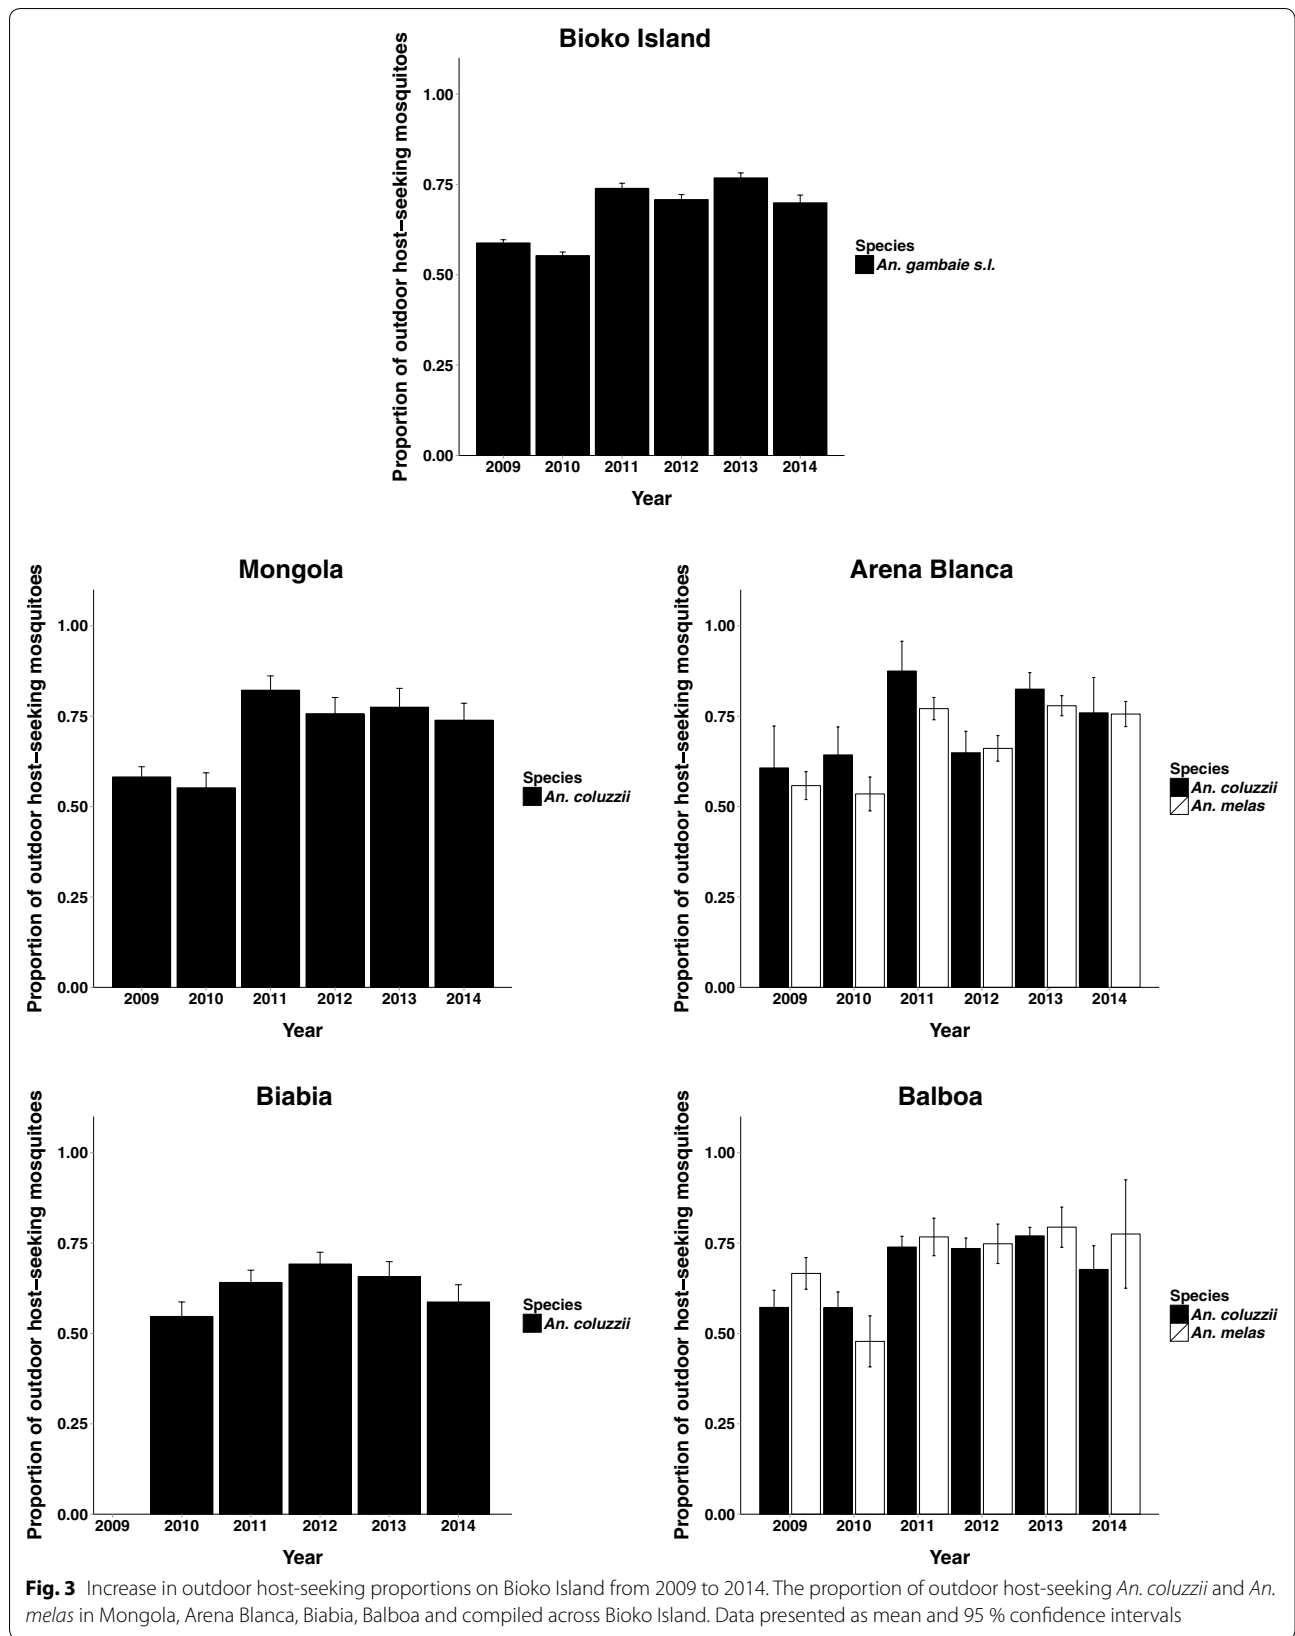 Bioko Island
Proportion of outdoor host−seeking mosquitoes
1.00
0.75
0.50
0.25
0.00
2009 2010 2011 2012 2013 2014
Year
Species
An. gambaie s.l.
Mongola
Proportion of outdoor host−seeking mosquitoes
1.00
0.75
0.50
0.25
0.00
2009 2010 2011 2012 2013 2014
Year
Species
An. coluzzii
Arena Blanca
Proportion of outdoor host−seeking mosquitoes
1.00
0.75
0.50
0.25
0.00
2009 2010 2011 2012 2013 2014
Year
Species
An. coluzzii
An. melas
Biabia
Proportion of outdoor host−seeking mosquitoes
1.00
0.75
0.50
0.25
0.00
2009 2010 2011 2012 2013 2014
Year
Species
An. coluzzii
Balboa
Proportion of outdoor host−seeking mosquitoes
1.00
0.75
0.50
0.25
0.00
2009 2010 2011 2012 2013 2014
Year
Species
An. coluzzii
An. melas
Fig. 3 Increase in outdoor host-seeking proportions on Bioko Island from 2009 to 2014. The proportion of outdoor host-seeking An. coluzzii and An.
melas in Mongola, Arena Blanca, Biabia, Balboa and compiled across Bioko Island. Data presented as mean and 95 % confidence intervals